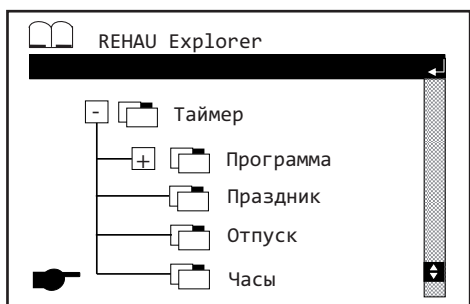 REHAU Explorer
- Таймер
+ Программа
Праздник
Отпуск
Часы